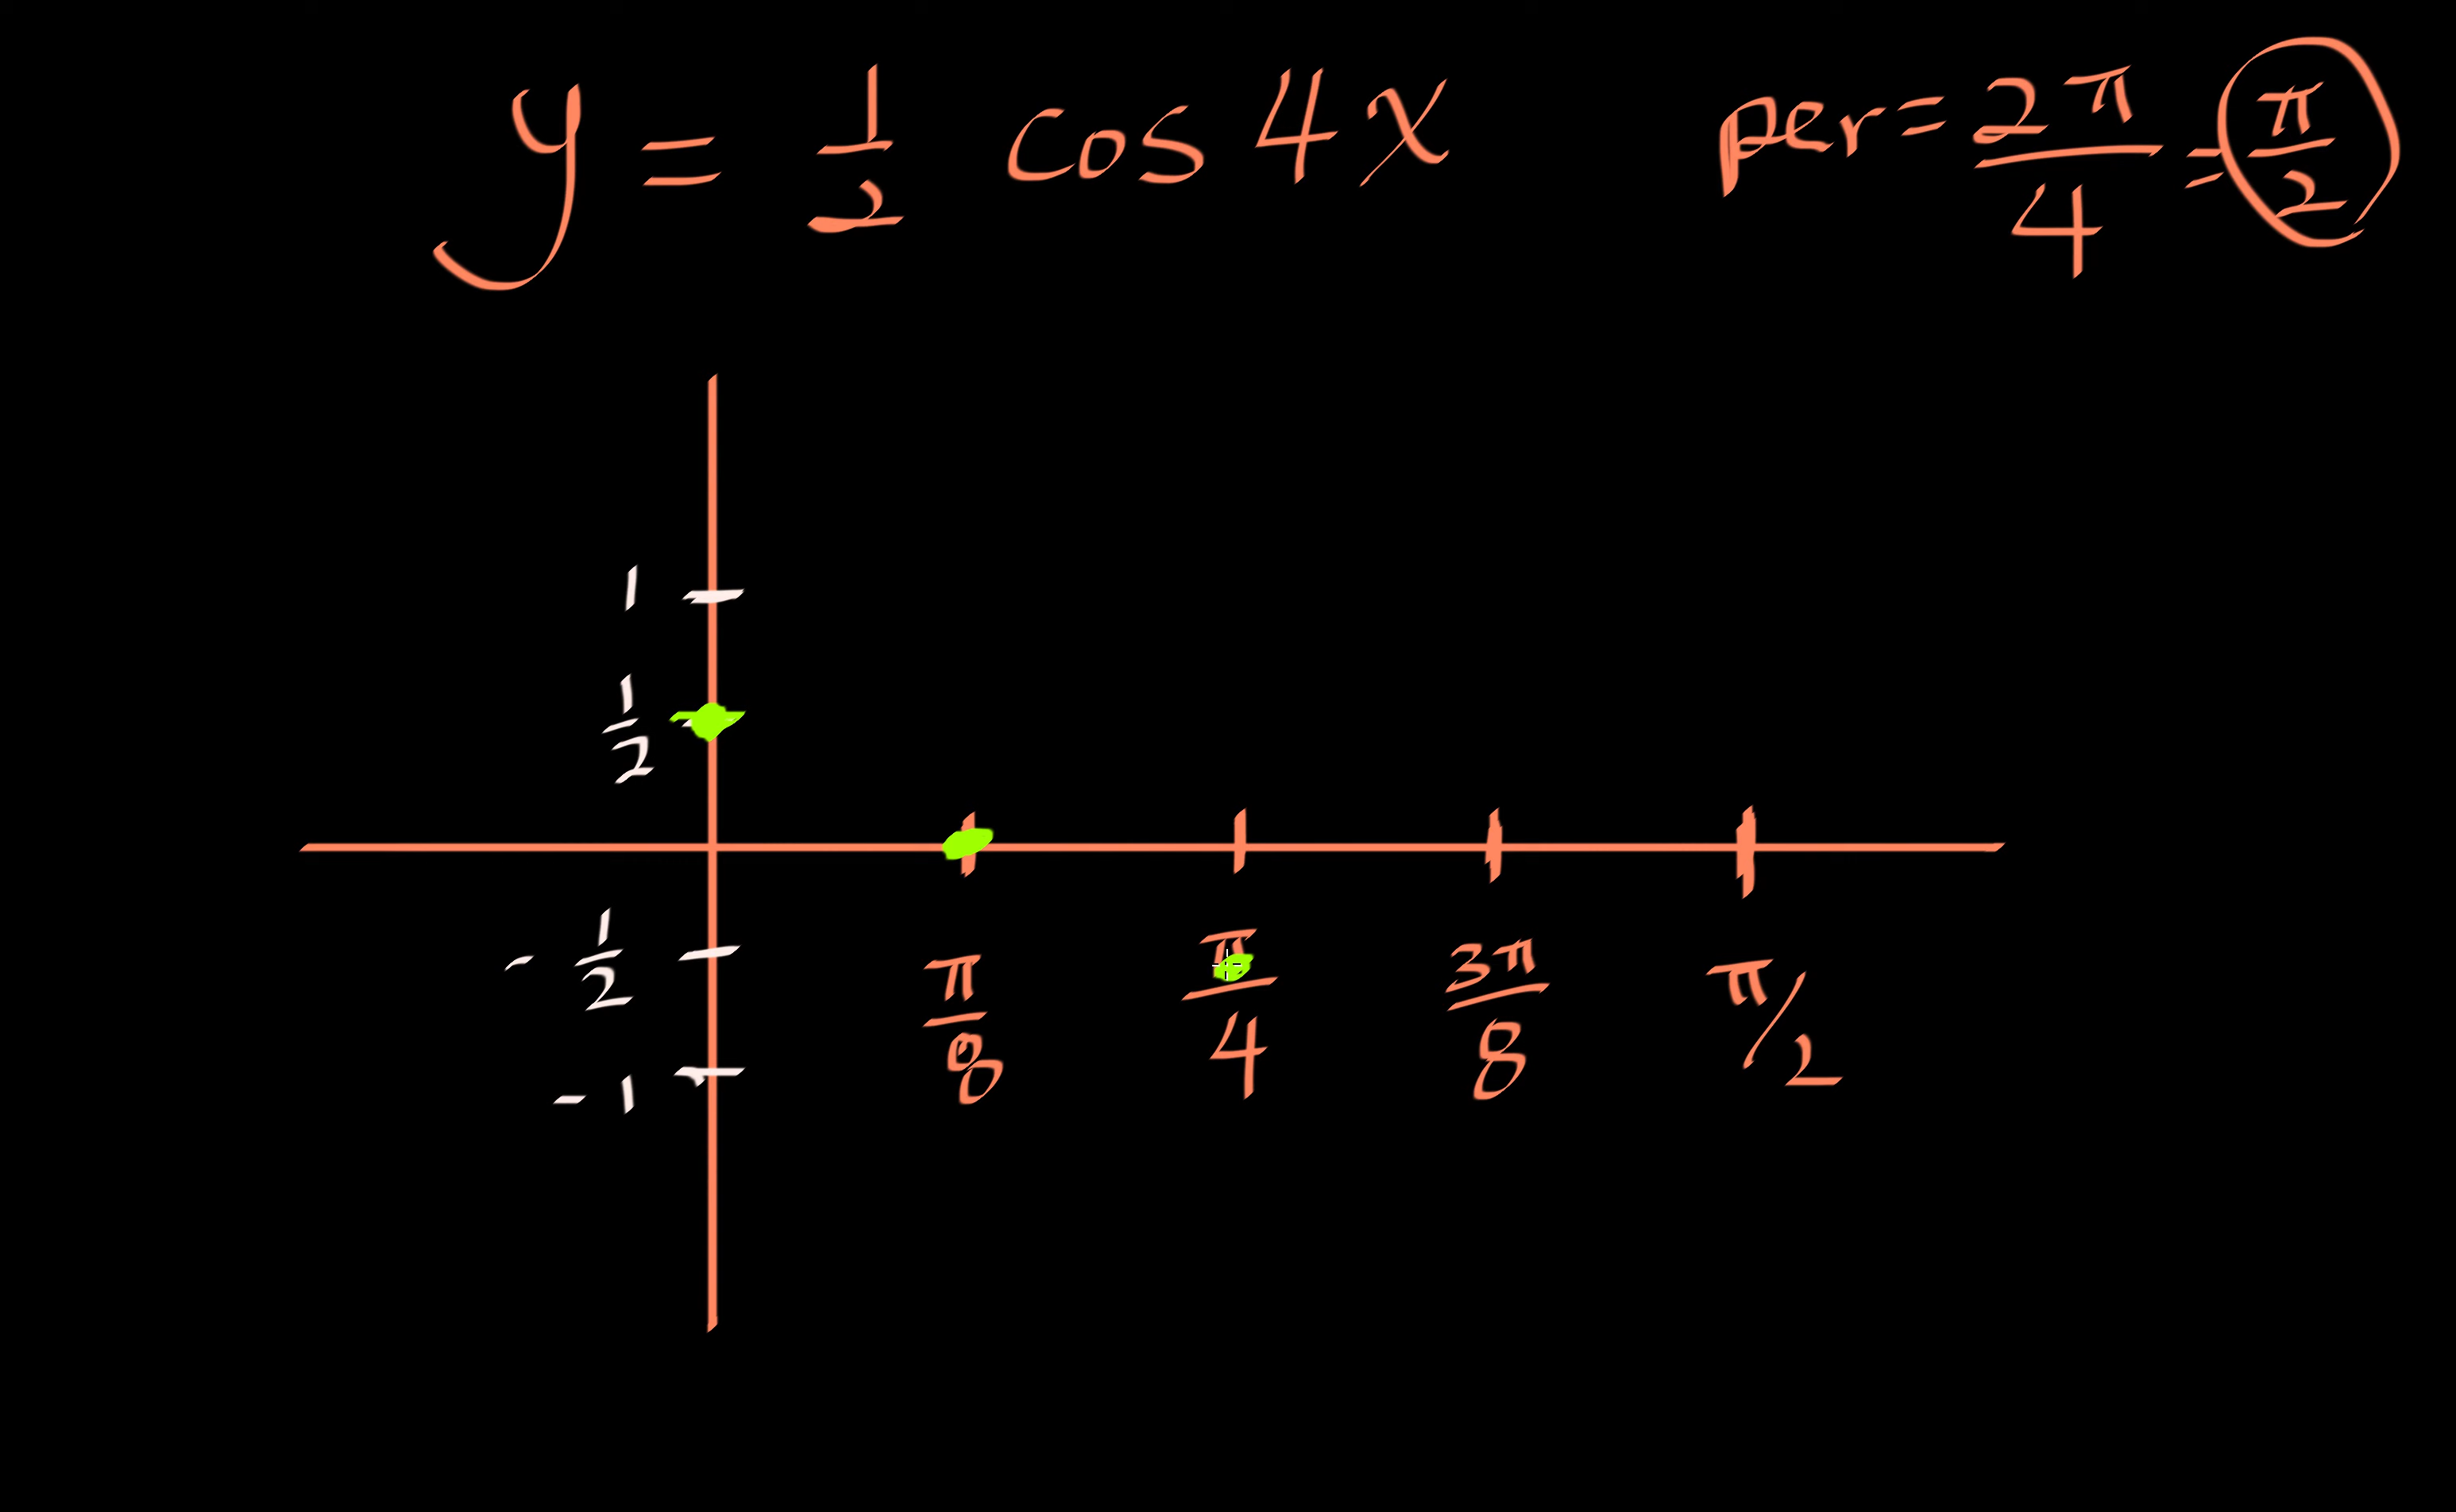 y = 1/2 cos 4x per = 2π/4 = π/2
1
1/2
- 1/2
π/8 π/4 3π/8 π/2
- 1